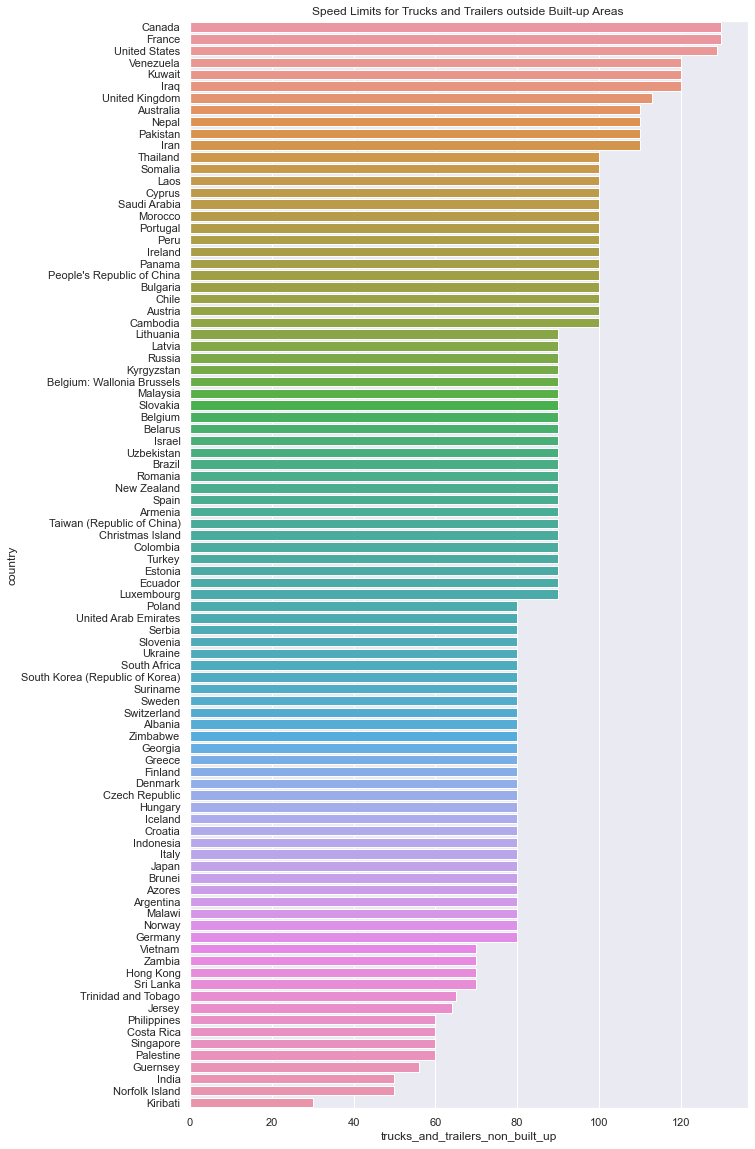 Speed Limits for Trucks and Trailers outside Built-up Areas
country
Canada
France
United States
Venezuela
Kuwait
Iraq
United Kingdom
Australia
Nepal
Pakistan
Iran
Thailand
Somalia
Laos
Cyprus
Saudi Arabia
Morocco
Portugal
Peru
Ireland
Panama
People's Republic of China
Bulgaria
Chile
Austria
Cambodia
Lithuania
Latvia
Russia
Kyrgyzstan
Belgium: Wallonia Brussels
Malaysia
Slovakia
Belgium
Belarus
Israel
Uzbekistan
Brazil
Romania
New Zealand
Spain
Armenia
Taiwan (Republic of China)
Christmas Island
Colombia
Turkey
Estonia
Ecuador
Luxembourg
Poland
United Arab Emirates
Serbia
Slovenia
Ukraine
South Africa
South Korea (Republic of Korea)
Suriname
Sweden
Switzerland
Albania
Zimbabwe
Georgia
Greece
Finland
Denmark
Czech Republic
Hungary
Iceland
Croatia
Indonesia
Italy
Japan
Brunei
Azores
Argentina
Malawi
Norway
Germany
Vietnam
Zambia
Hong Kong
Sri Lanka
Trinidad and Tobago
Jersey
Philippines
Costa Rica
Singapore
Palestine
Guernsey
India
Norfolk Island
Kiribati
0 20 40 60 80 100 120
trucks_and_trailers_non_built_up